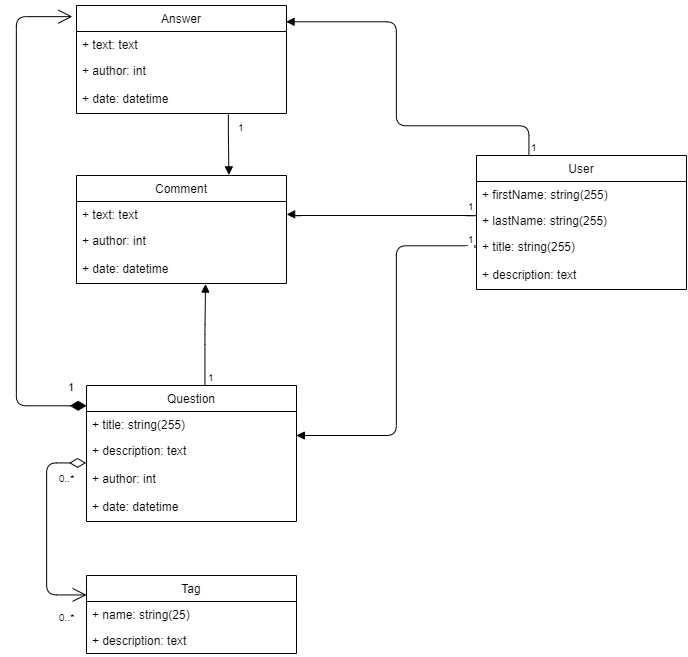 Answer
+ text: text
+ author: int
+ date: datetime
1
1
User
+ firstName: string(255)
+ lastName: string(255)
+ title: string(255)
+ description: text
Comment
+ text: text
+ author: int
+ date: datetime
1
1
1
1
Question
+ title: string(255)
+ description: text
+ author: int
+ date: datetime
0..*
0..*
Tag
+ name: string(25)
+ description: text